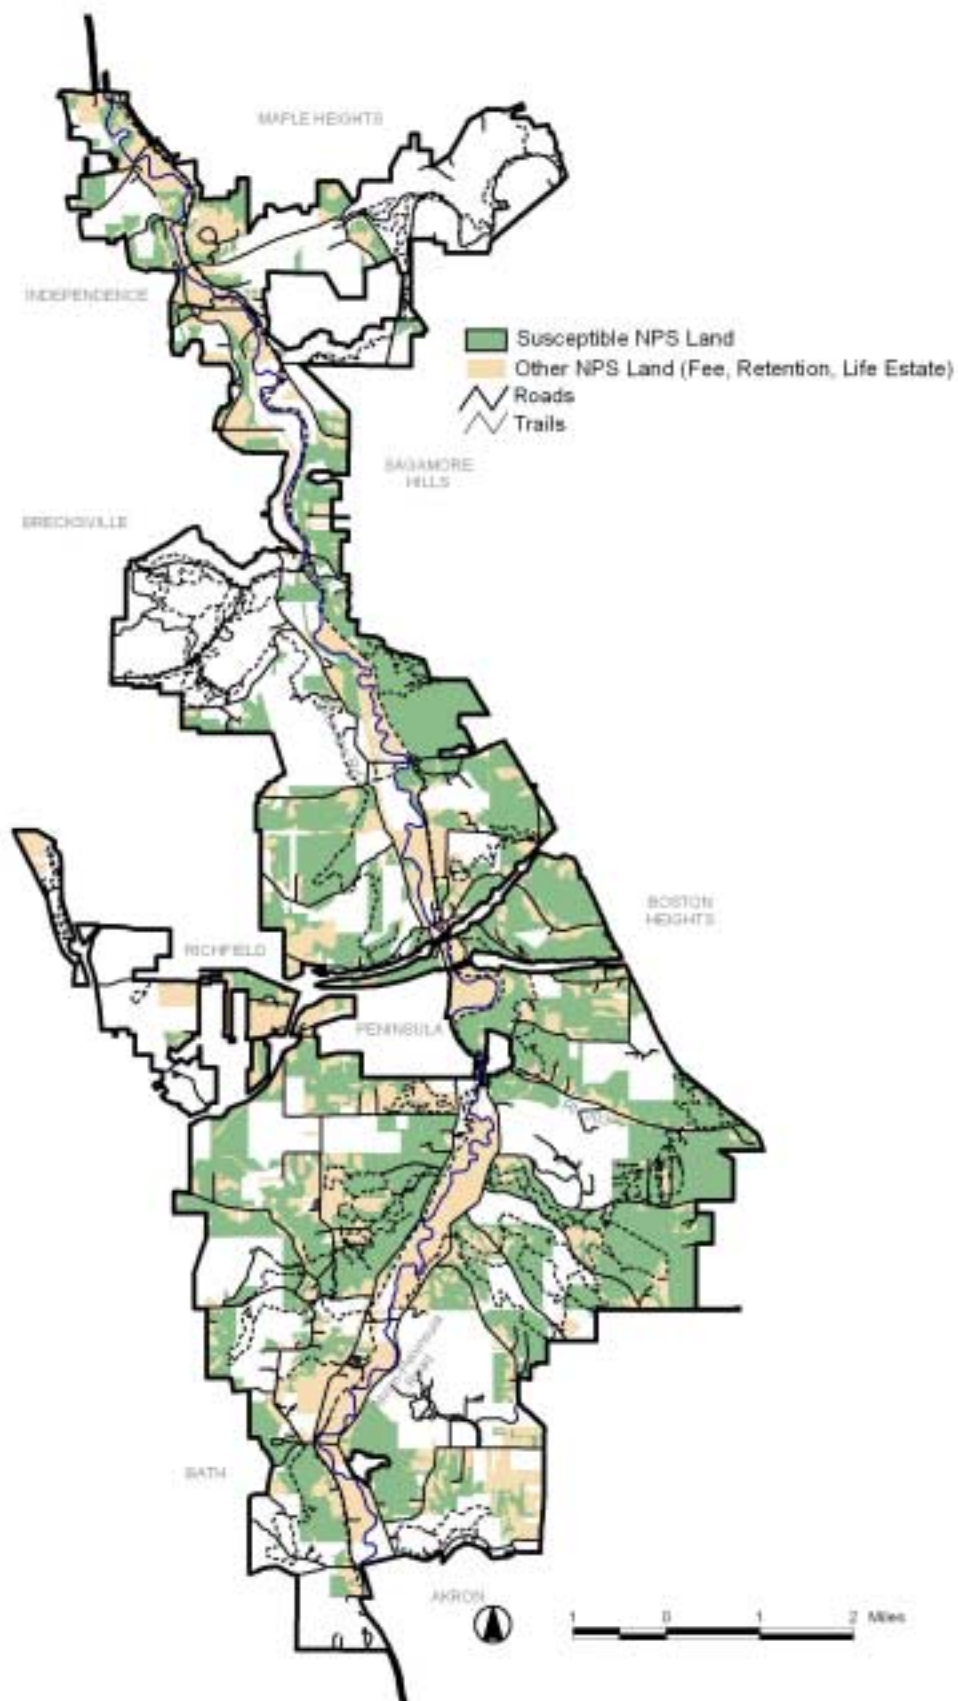 MAPLE HEIGHTS
INDEPENDENCE
Susceptible NPS Land
Other NPS Land (Fee, Retention, Life Estate)
Roads
Trails
SAGAMORE
HILLS
BRECKSVILLE
BOSTON
HEIGHTS
RICHFIELD
PENINSULA
BATH
AKRON
1 0 1 2 Miles